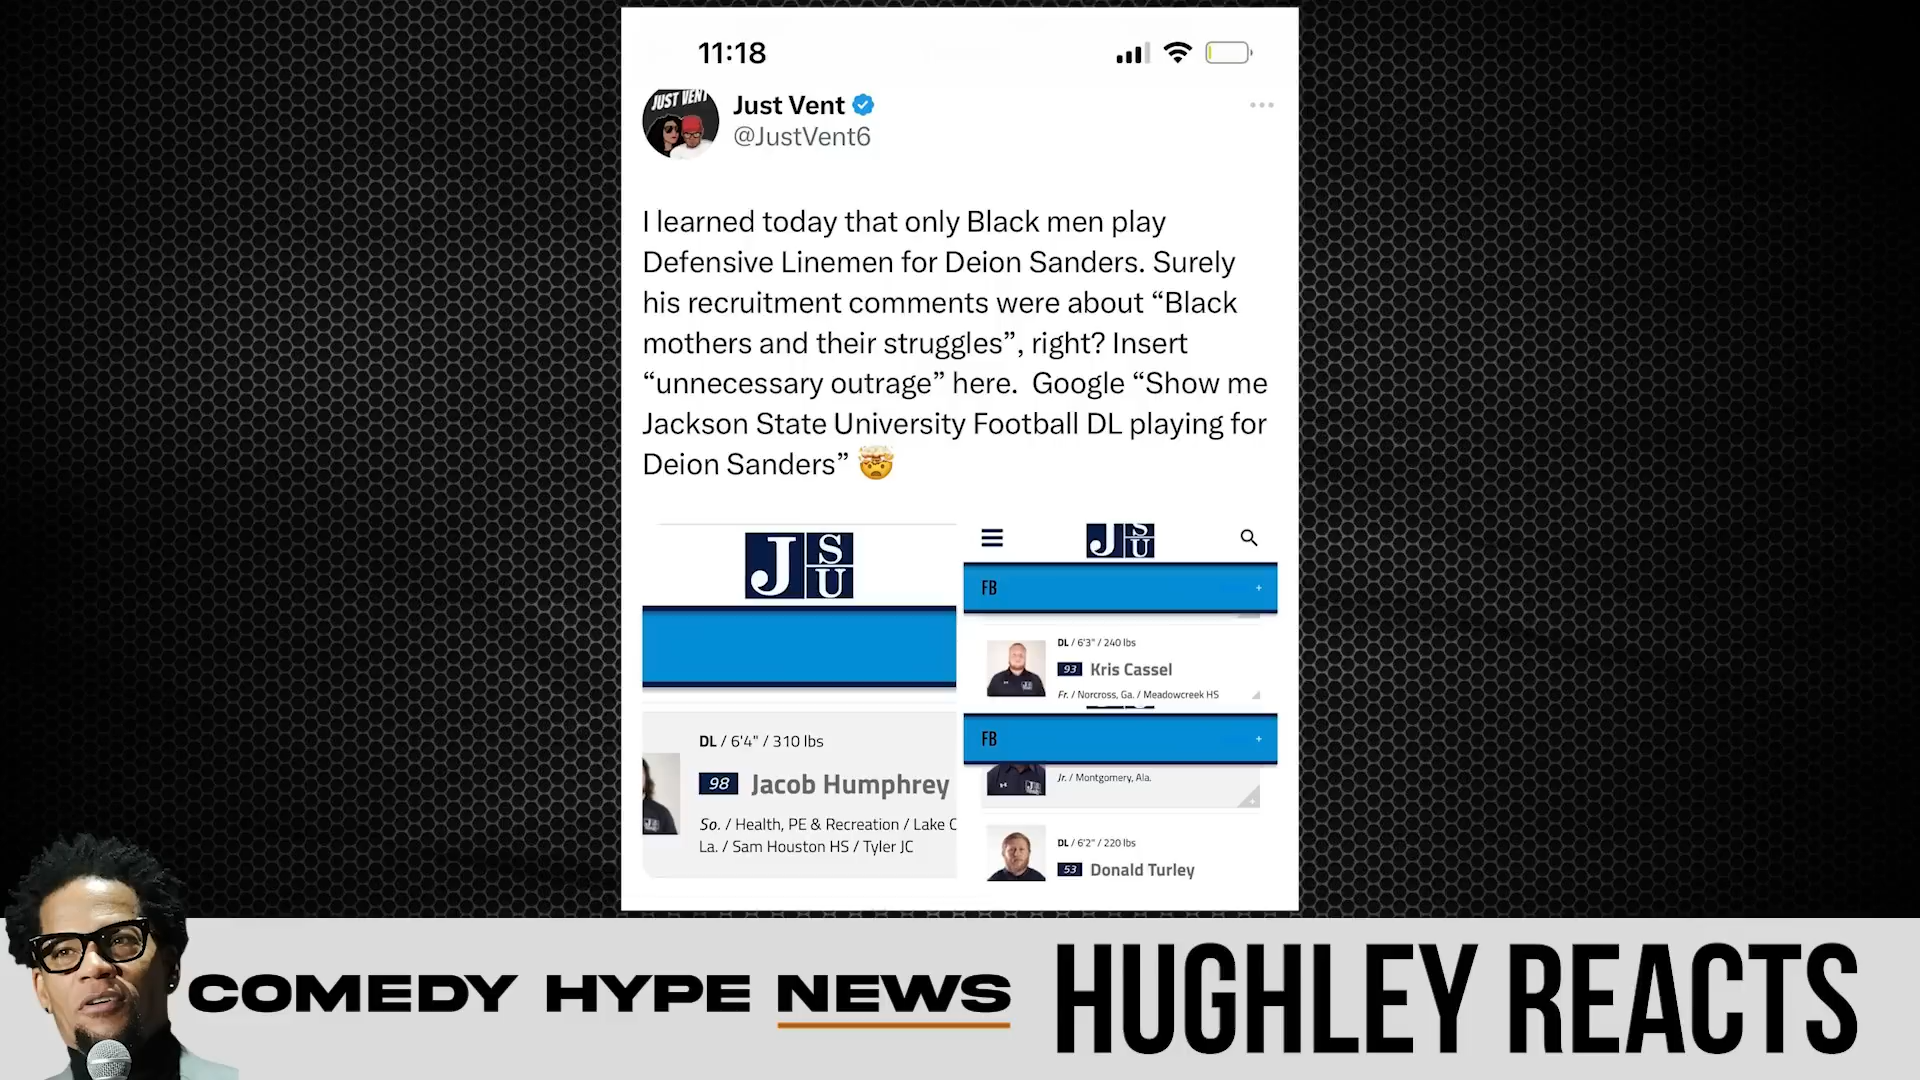 11:18
JUST VENT
Just Vent
@JustVent6
I learned today that only Black men play
Defensive Linemen for Deion Sanders. Surely
his recruitment comments were about “Black
mothers and their struggles”, right? Insert
“unnecessary outrage” here.  Google “Show me
Jackson State University Football DL playing for
Deion Sanders” 🤯
JSU
DL / 6'4" / 310 lbs
98 Jacob Humphrey
So. / Health, PE & Recreation / Lake C
La. / Sam Houston HS / Tyler JC
JSU
FB +
DL / 6'3" / 240 lbs
93 Kris Cassel
Fr. / Norcross, Ga. / Meadowcreek HS
FB +
Jr. / Montgomery, Ala.
DL / 6'2" / 220 lbs
53 Donald Turley
COMEDY HYPE NEWS
HUGHLEY REACTS